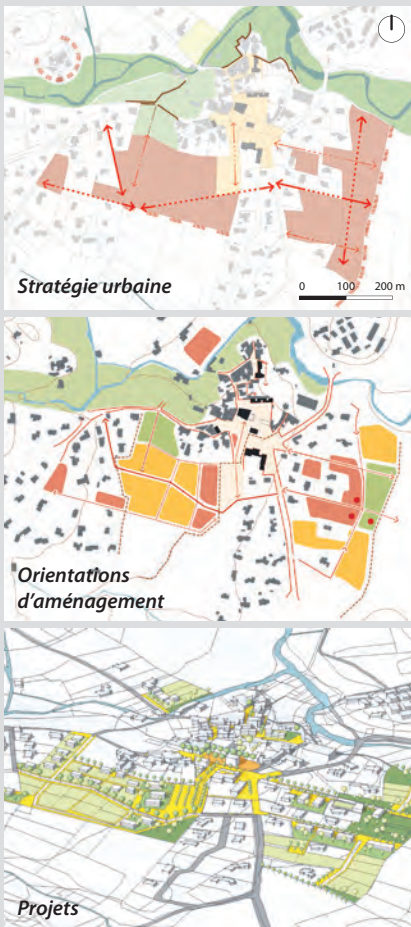 Stratégie urbaine
0 100 200 m
Orientations
d'aménagement
Projets